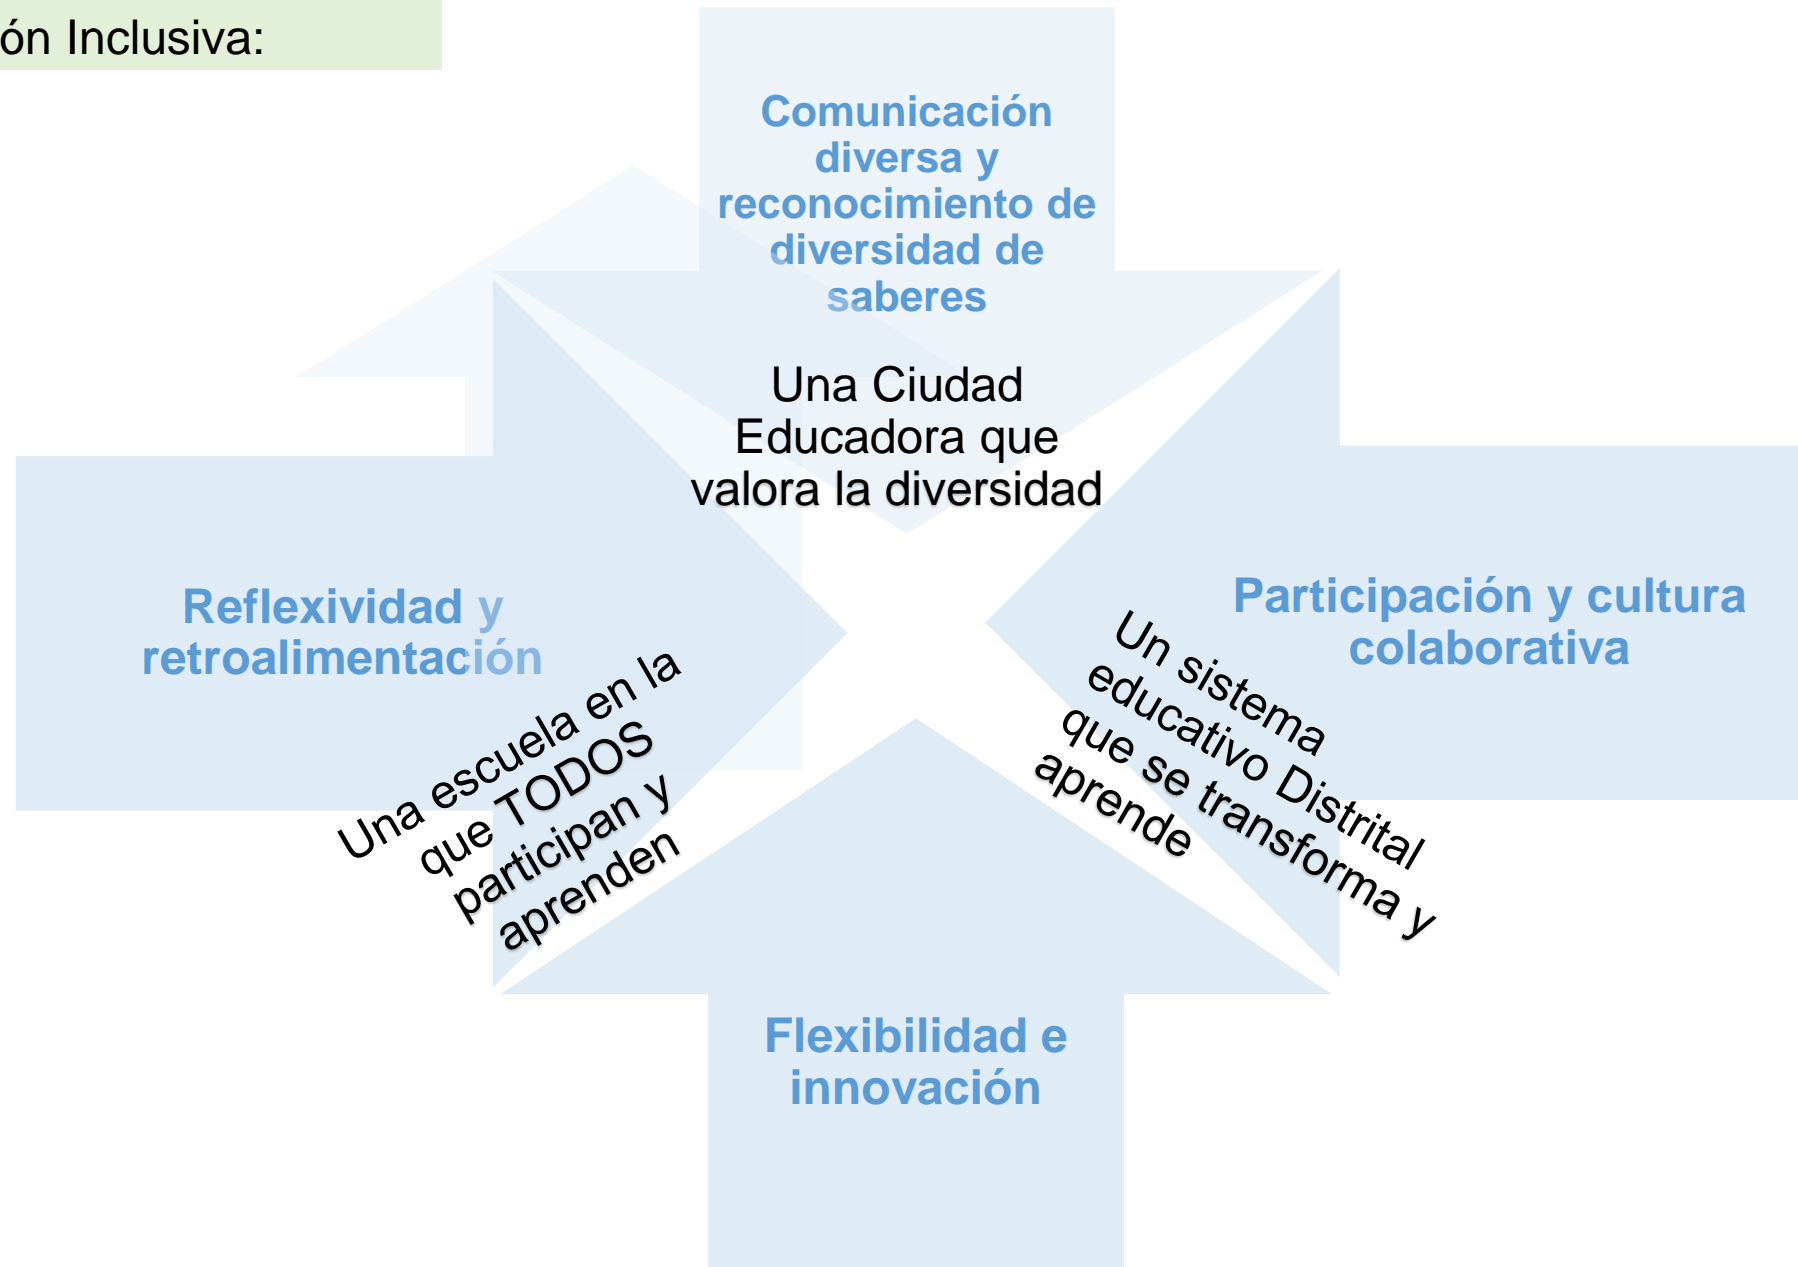 ón Inclusiva:
Comunicación
diversa y
reconocimiento de
diversidad de
saberes
Una Ciudad
Educadora que
valora la diversidad
Reflexividad y
retroalimentación
Participación y cultura
colaborativa
Una escuela en la
que TODOS
participan y
aprenden
Un sistema
educativo Distrital
que se transforma y
aprende
Flexibilidad e
innovación